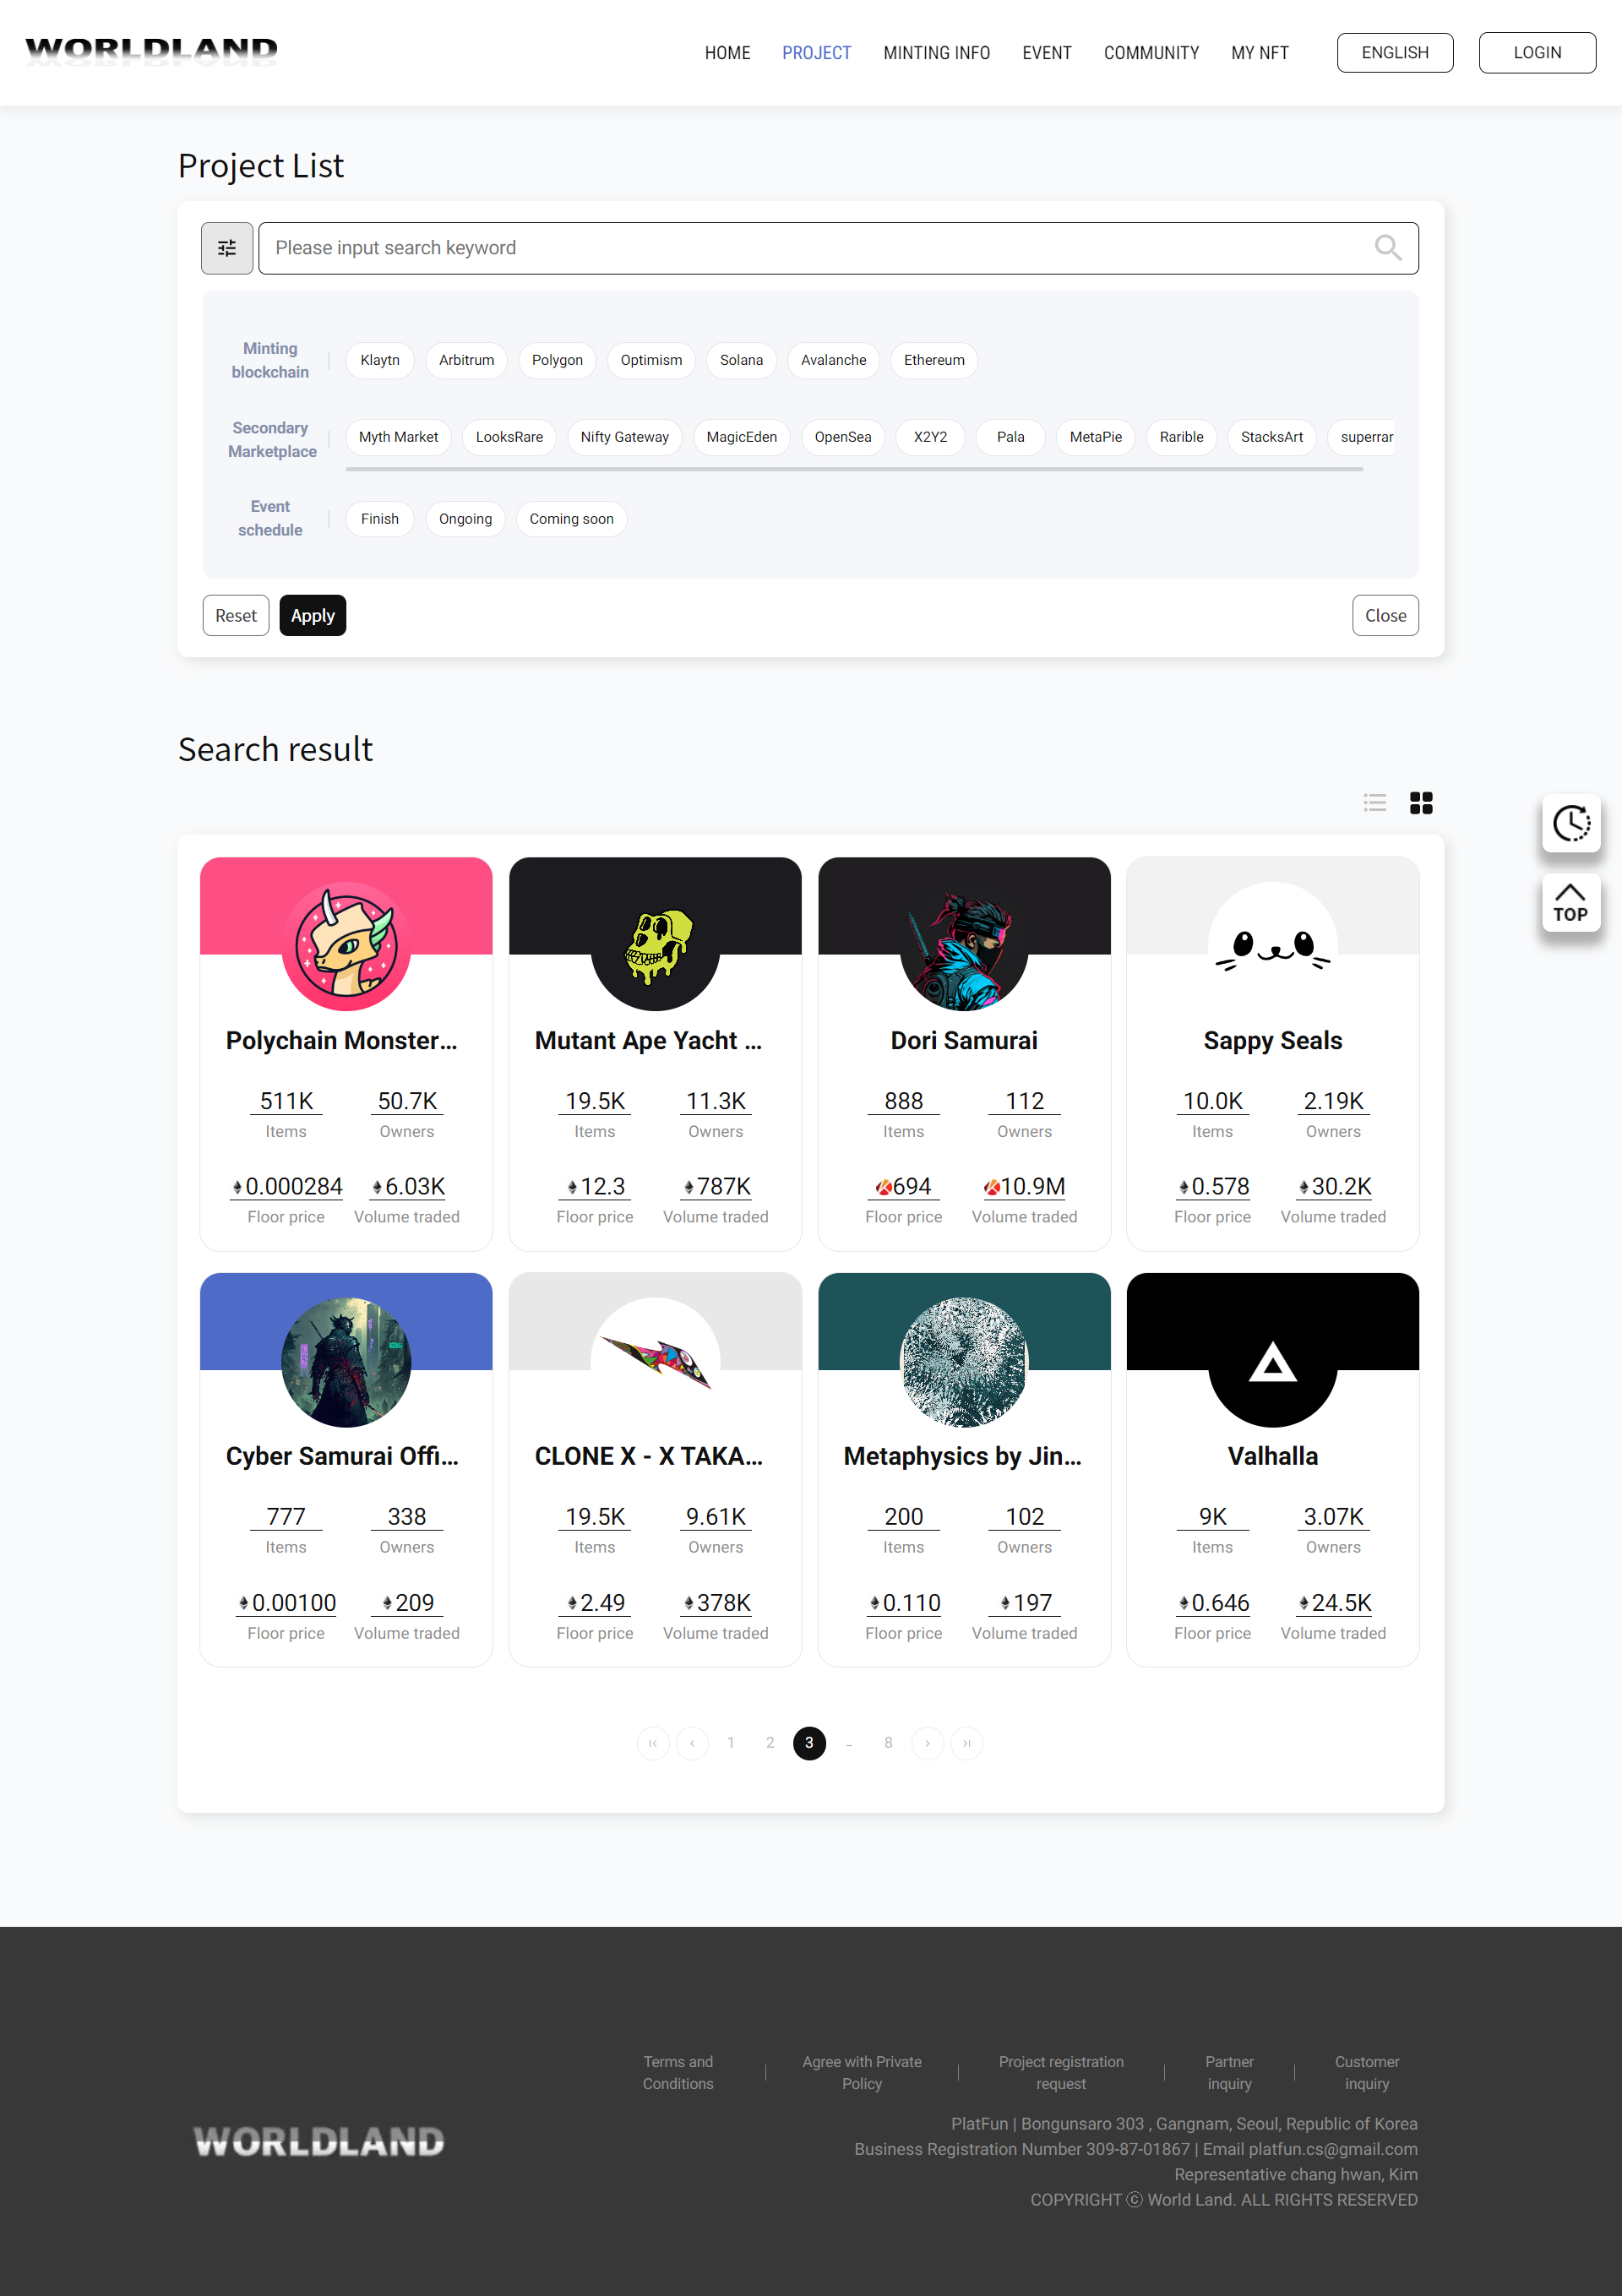 WORLDLAND
HOME PROJECT MINTING INFO EVENT COMMUNITY MY NFT ENGLISH LOGIN
Project List
Please input search keyword
Minting
blockchain
Klaytn Arbitrum Polygon Optimism Solana Avalanche Ethereum
Secondary
Marketplace
Myth Market LooksRare Nifty Gateway MagicEden OpenSea X2Y2 Pala MetaPie Rarible StacksArt superrar
Event
schedule
Finish Ongoing Coming soon
Reset Apply Close
Search result
TOP
Polychain Monster... Mutant Ape Yacht ... Dori Samurai Sappy Seals
511K 50.7K 19.5K 11.3K 888 112 10.0K 2.19K
Items Owners Items Owners Items Owners Items Owners
0.000284 6.03K 12.3 787K 694 10.9M 0.578 30.2K
Floor price Volume traded Floor price Volume traded Floor price Volume traded Floor price Volume traded
Cyber Samurai Offi... CLONE X - X TAKA... Metaphysics by Jin... Valhalla
777 338 19.5K 9.61K 200 102 9K 3.07K
Items Owners Items Owners Items Owners Items Owners
0.00100 209 2.49 378K 0.110 197 0.646 24.5K
Floor price Volume traded Floor price Volume traded Floor price Volume traded Floor price Volume traded
1 2 3 ... 8
Terms and
Conditions
Agree with Private
Policy
Project registration
request
Partner
inquiry
Customer
inquiry
WORLDLAND
PlatFun | Bongunsaro 303 , Gangnam, Seoul, Republic of Korea
Business Registration Number 309-87-01867 | Email platfun.cs@gmail.com
Representative chang hwan, Kim
COPYRIGHT ⓒ World Land. ALL RIGHTS RESERVED